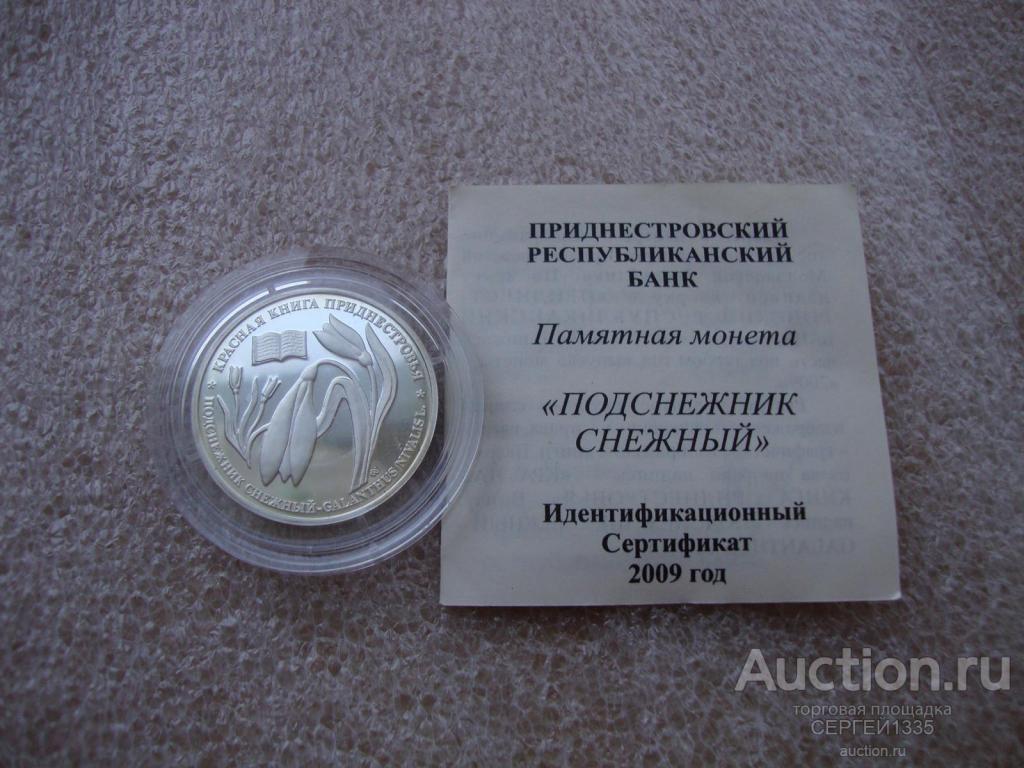 КРАСНАЯ КНИГА ПРИДНЕСТРОВЬЯ
ПОДСНЕЖНИК СНЕЖНЫЙ-GALANTHUS NIVALIS L.
ПРИДНЕСТРОВСКИЙ
РЕСПУБЛИКАНСКИЙ
БАНК
Памятная монета
«ПОДСНЕЖНИК
СНЕЖНЫЙ»
Идентификационный
Сертификат
2009 год
Auction.ru
торговая площадка
СЕРГЕЙ1335
auction.ru